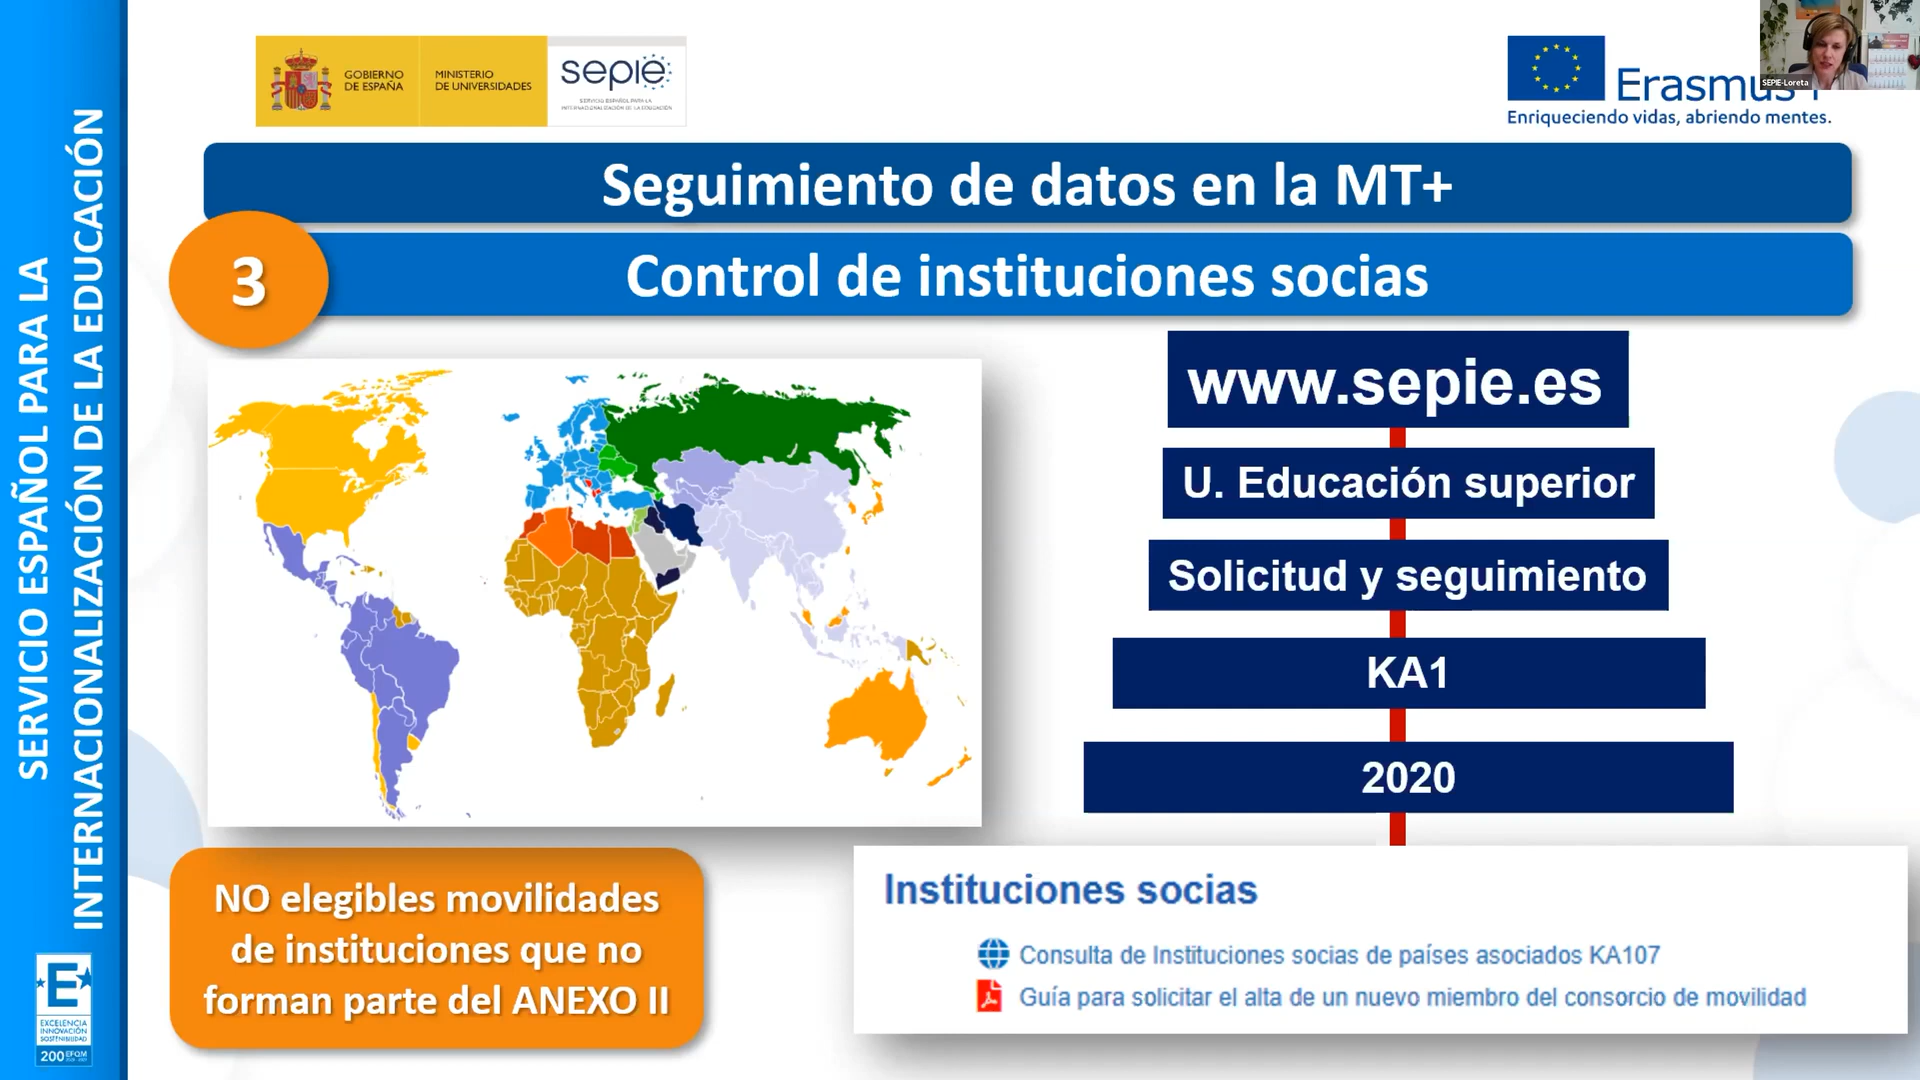 SERVICIO ESPAÑOL PARA LA
INTERNACIONALIZACIÓN DE LA EDUCACIÓN
GOBIERNO
DE ESPAÑA
MINISTERIO
DE UNIVERSIDADES
sepie
SERVICIO ESPAÑOL PARA LA
INTERNACIONALIZACIÓN DE LA EDUCACIÓN
Erasmus+
Enriqueciendo vidas, abriendo mentes.
SEPIE-Loreta
Seguimiento de datos en la MT+
3
Control de instituciones socias
www.sepie.es
U. Educación superior
Solicitud y seguimiento
KA1
2020
NO elegibles movilidades
de instituciones que no
forman parte del ANEXO II
Instituciones socias
Consulta de Instituciones socias de países asociados KA107
Guía para solicitar el alta de un nuevo miembro del consorcio de movilidad
E
EXCELENCIA
INNOVACIÓN
SOSTENIBILIDAD
200 EFQM